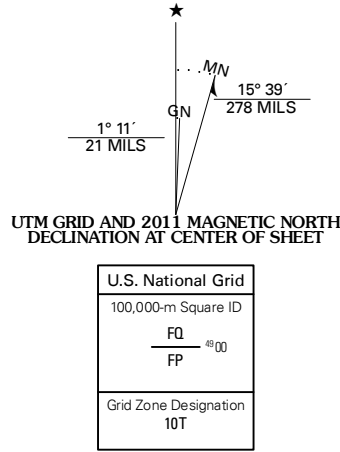 ★
MN
15° 39´
278 MILS
GN
1° 11´
21 MILS
UTM GRID AND 2011 MAGNETIC NORTH
DECLINATION AT CENTER OF SHEET
U.S. National Grid
100,000-m Square ID
FQ
4900
FP
Grid Zone Designation
10T